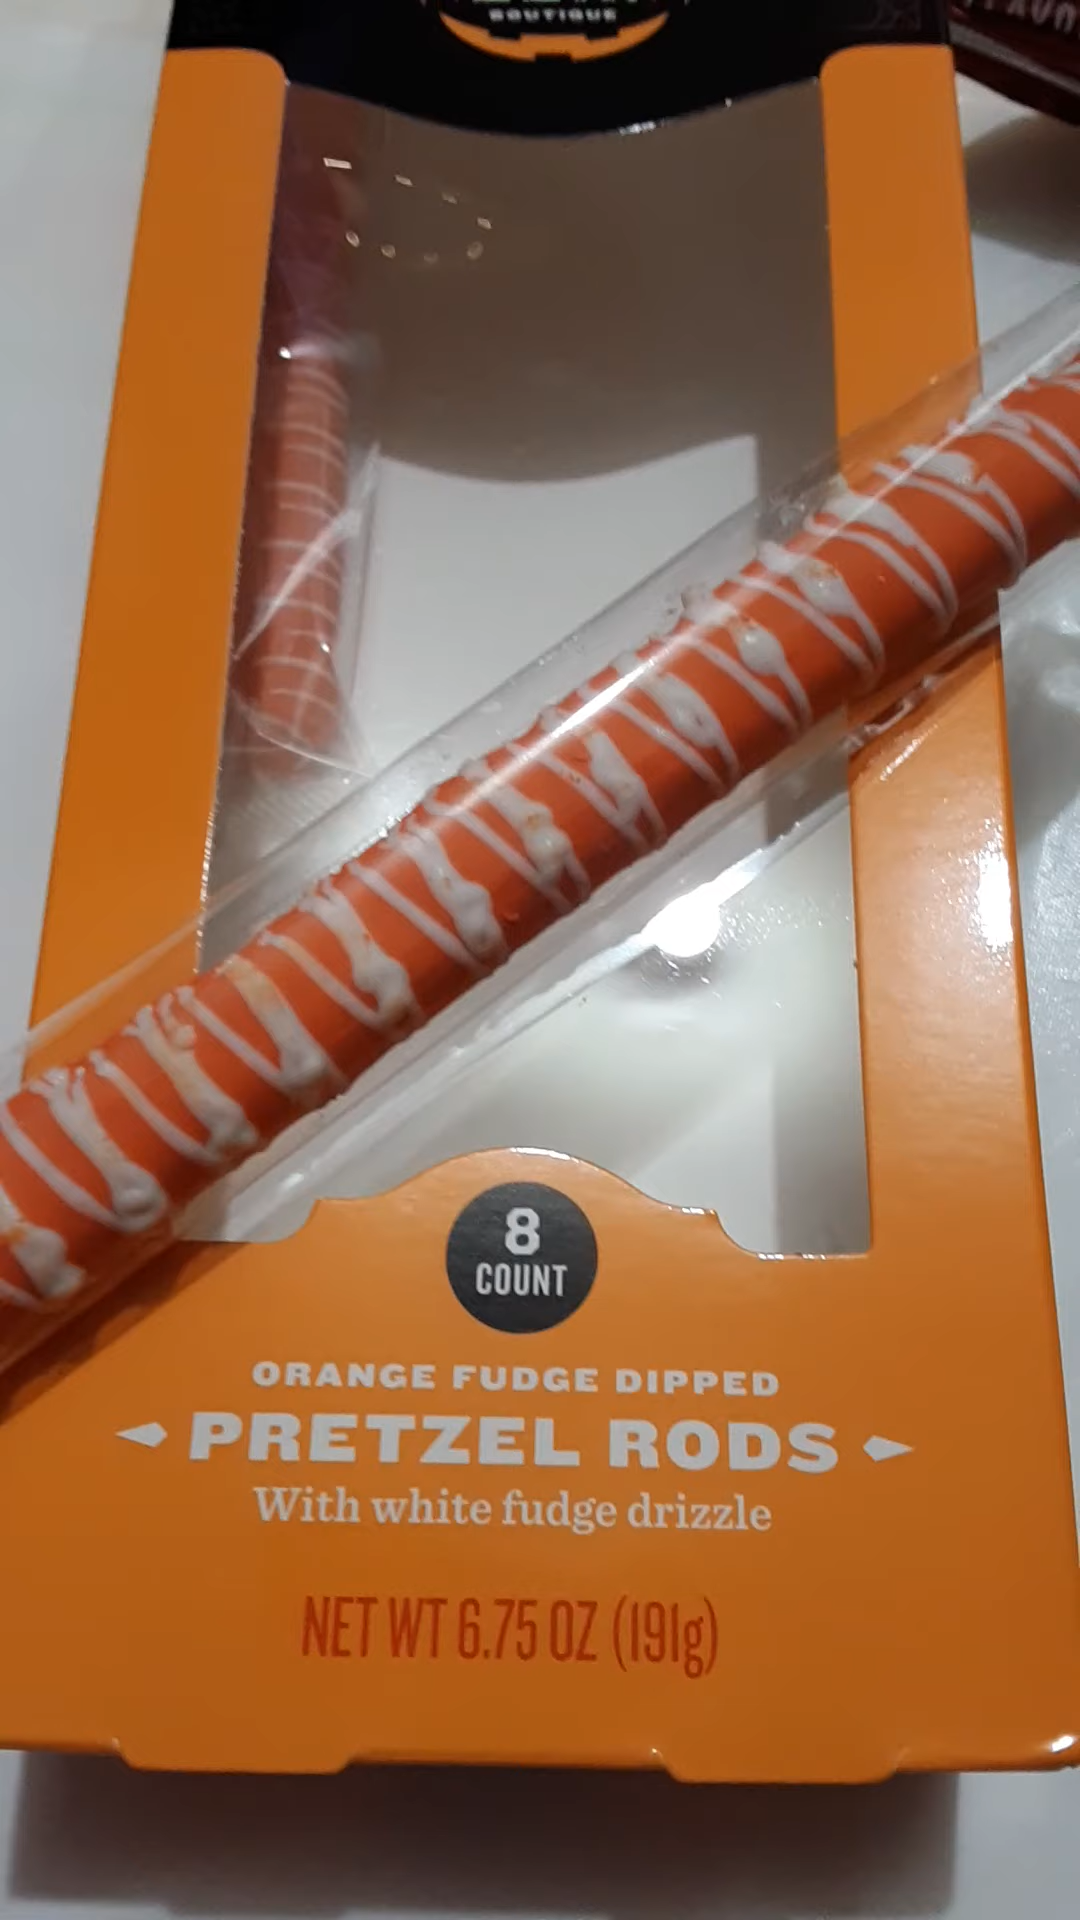 BOUTIQUE
8
COUNT
ORANGE FUDGE DIPPED
PRETZEL RODS
With white fudge drizzle
NET WT 6.75 OZ (191g)